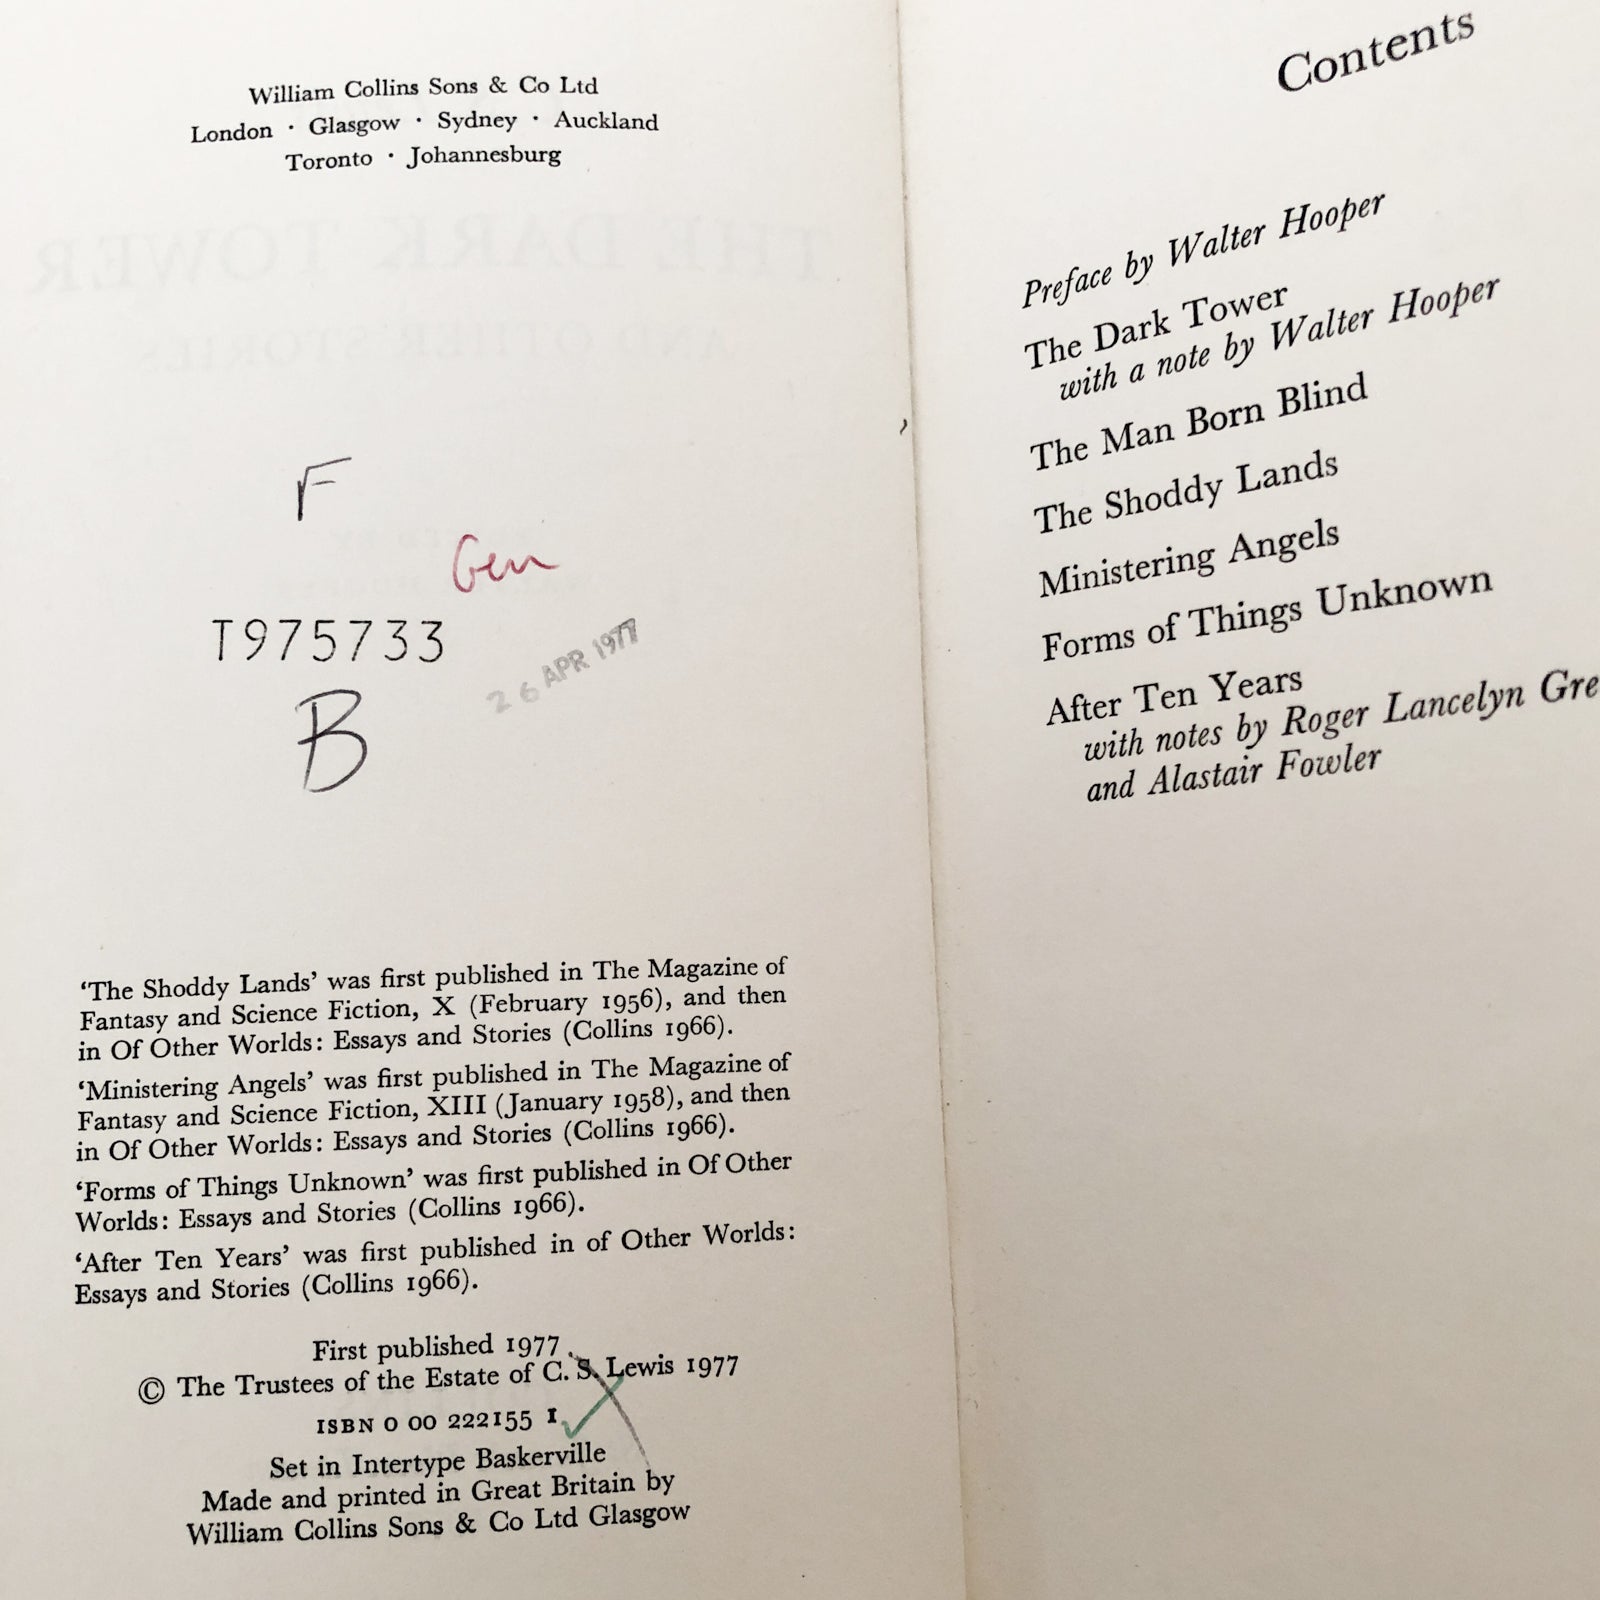 William Collins Sons & Co Ltd
London · Glasgow · Sydney · Auckland
Toronto · Johannesburg
THE DARK TOWER
AND OTHER STORIES
F
Gen
T975733
26 APR 1977
B
‘The Shoddy Lands’ was first published in The Magazine of
Fantasy and Science Fiction, X (February 1956), and then
in Of Other Worlds: Essays and Stories (Collins 1966).
‘Ministering Angels’ was first published in The Magazine of
Fantasy and Science Fiction, XIII (January 1958), and then
in Of Other Worlds: Essays and Stories (Collins 1966).
‘Forms of Things Unknown’ was first published in Of Other
Worlds: Essays and Stories (Collins 1966).
‘After Ten Years’ was first published in of Other Worlds:
Essays and Stories (Collins 1966).
First published 1977
© The Trustees of the Estate of C. S. Lewis 1977
ISBN 0 00 222155 1
Set in Intertype Baskerville
Made and printed in Great Britain by
William Collins Sons & Co Ltd Glasgow
Contents
Preface by Walter Hooper
The Dark Tower
with a note by Walter Hooper
The Man Born Blind
The Shoddy Lands
Ministering Angels
Forms of Things Unknown
After Ten Years
with notes by Roger Lancelyn Gre
and Alastair Fowler